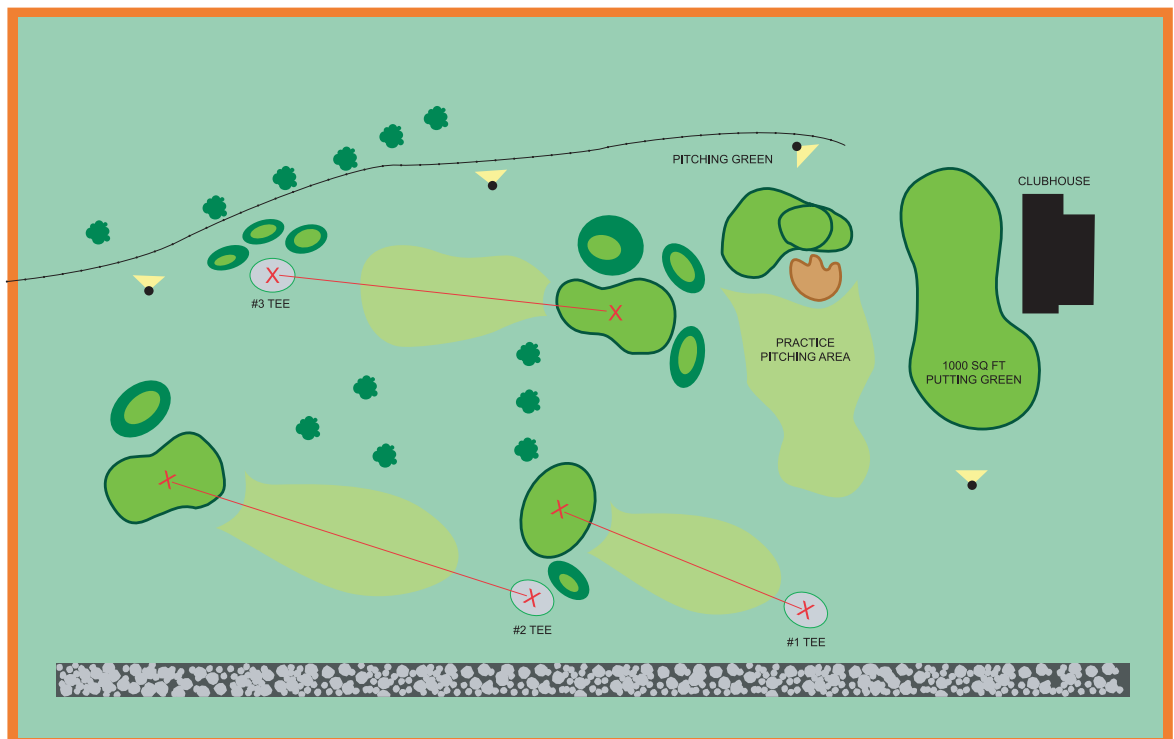 PITCHING GREEN
CLUBHOUSE
#3 TEE
PRACTICE
PITCHING AREA
1000 SQ FT
PUTTING GREEN
#2 TEE
#1 TEE